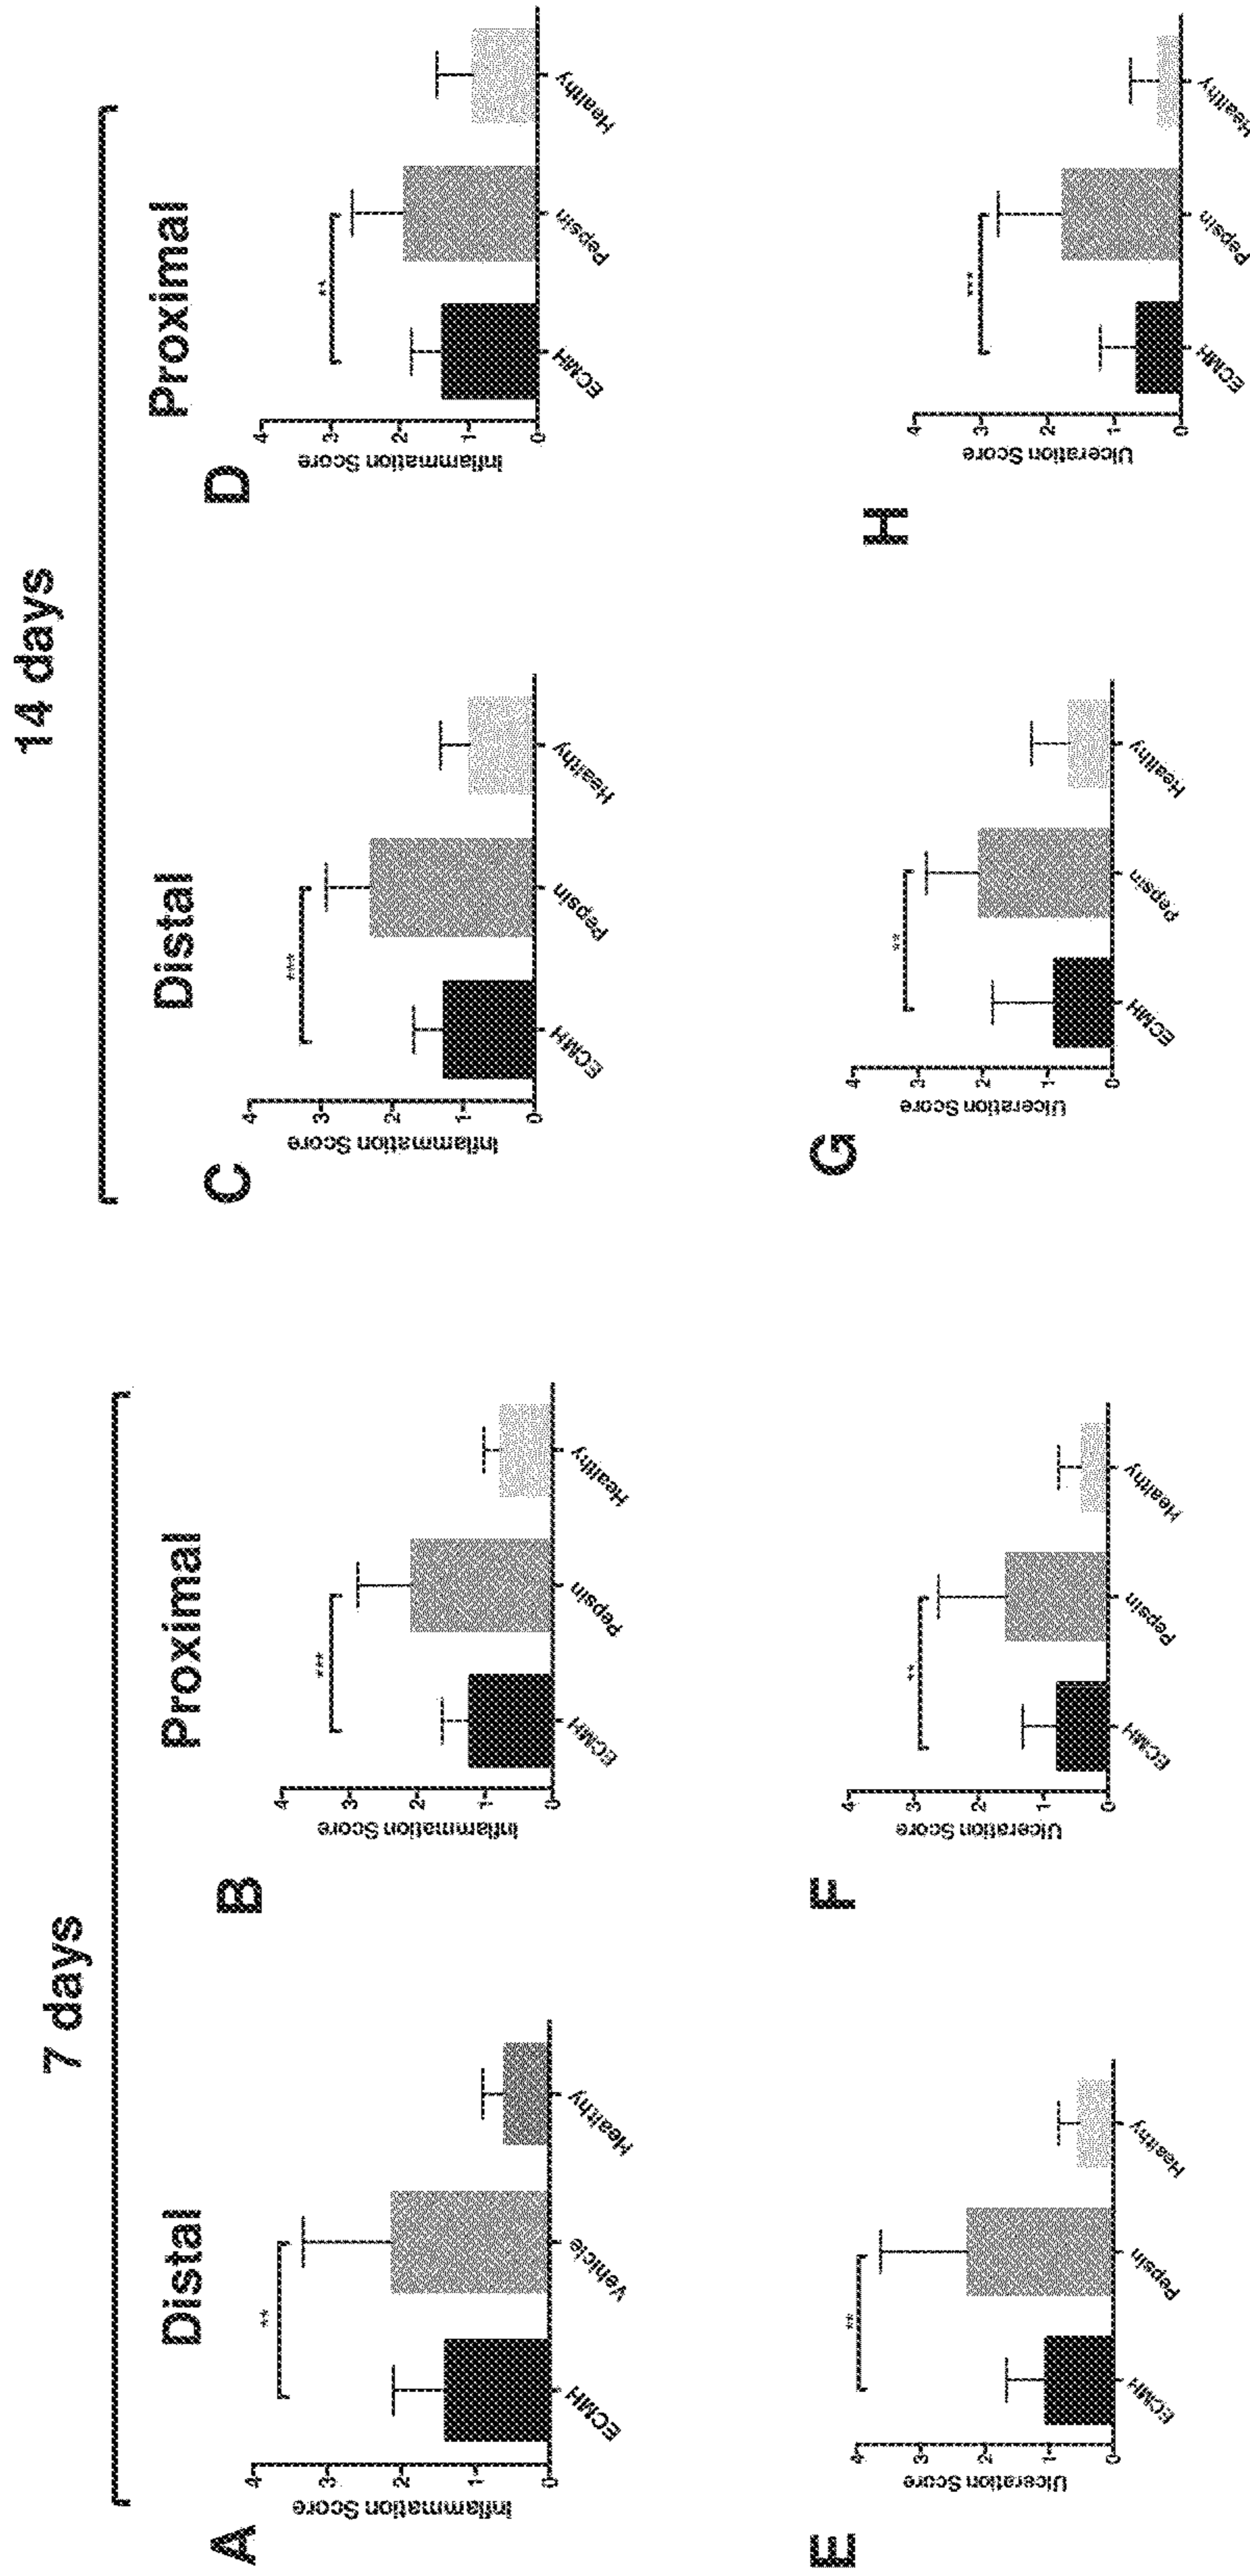 7 days
14 days
Distal
Proximal
Distal
Proximal
A
Inflammation Score
4
3
2
1
0
**
ECMH
Vehicle
Healthy
B
Inflammation Score
4
3
2
1
0
***
ECMH
Pepsin
Healthy
C
Inflammation Score
4
3
2
1
0
***
ECMH
Pepsin
Healthy
D
Inflammation Score
4
3
2
1
0
**
ECMH
Pepsin
Healthy
E
Ulceration Score
4
3
2
1
0
**
ECMH
Pepsin
Healthy
F
Ulceration Score
4
3
2
1
0
**
ECMH
Pepsin
Healthy
G
Ulceration Score
4
3
2
1
0
**
ECMH
Pepsin
Healthy
H
Ulceration Score
4
3
2
1
0
***
ECMH
Pepsin
Healthy